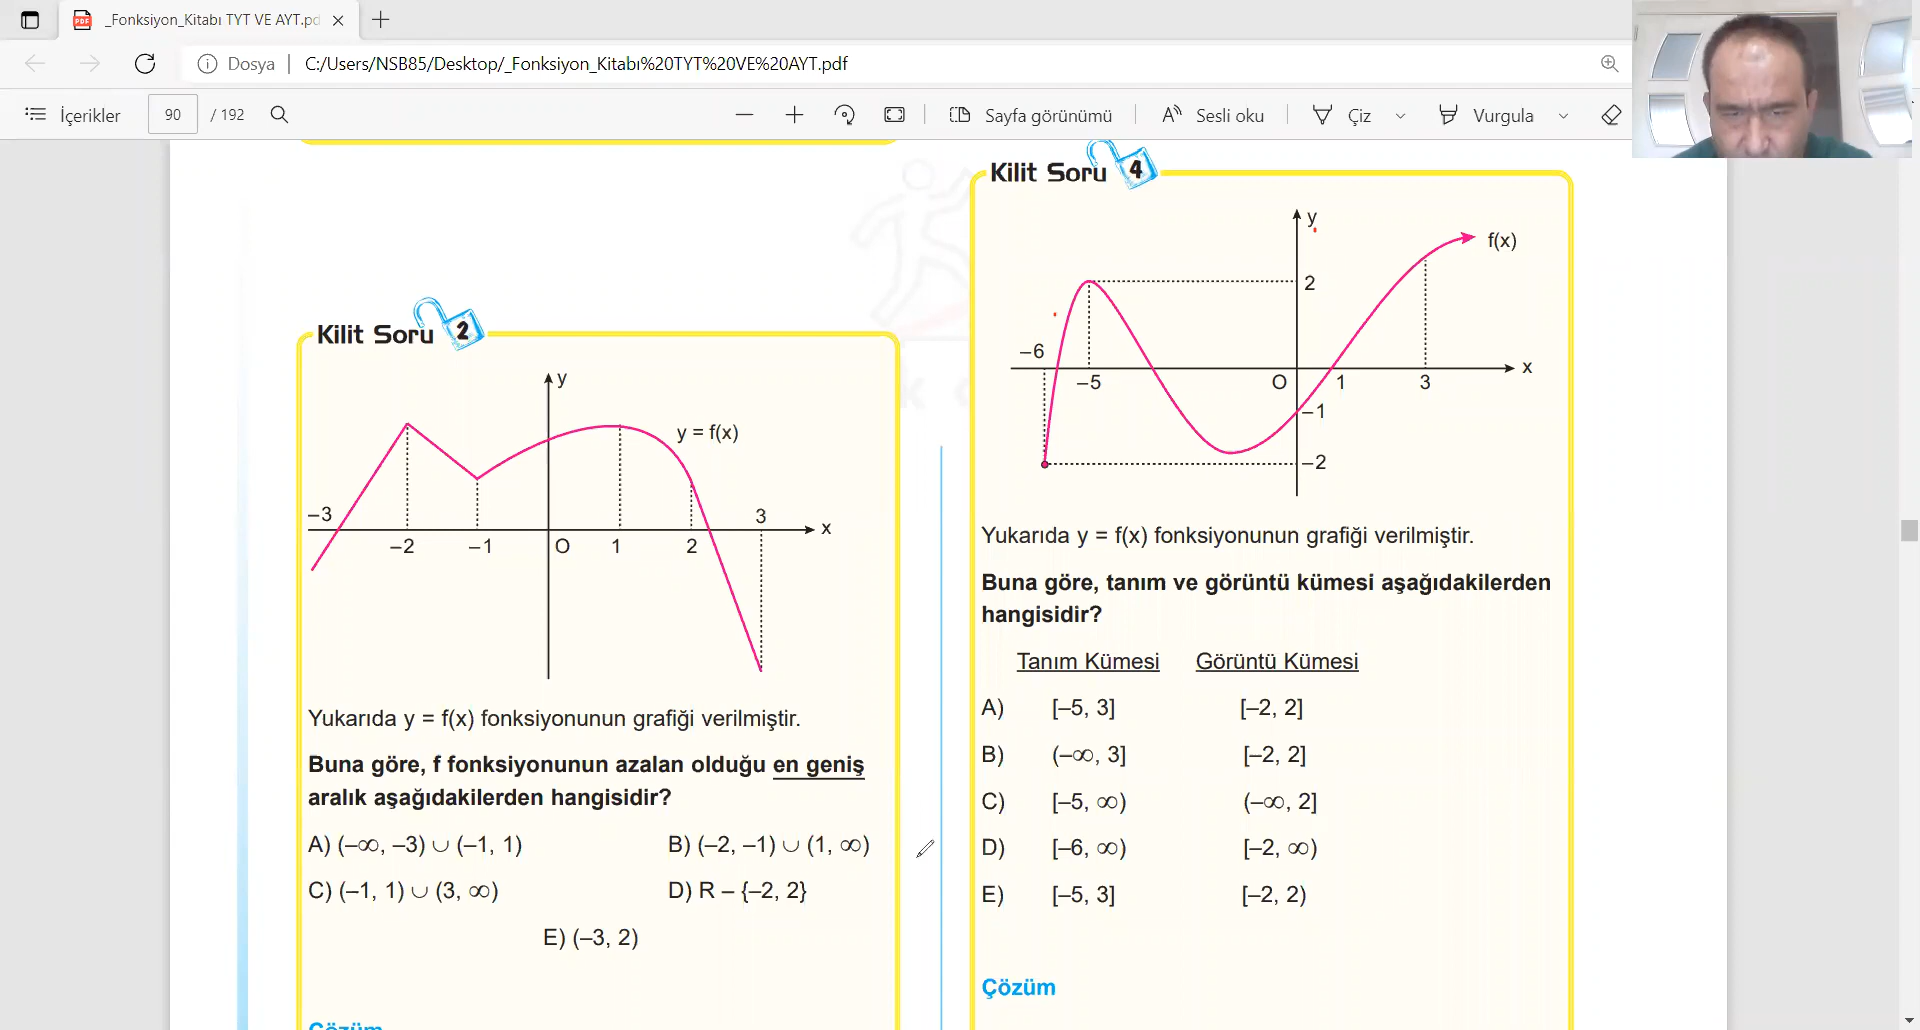 _Fonksiyon_Kitabı TYT VE AYT.pd
Dosya | C:/Users/NSB85/Desktop/_Fonksiyon_Kitabı%20TYT%20VE%20AYT.pdf
İçerikler 90 / 192 Sayfa görünümü Sesli oku Çiz Vurgula
Kilit Soru 2
y
y = f(x)
–3 3 x
–2 –1 O 1 2
Yukarıda y = f(x) fonksiyonunun grafiği verilmiştir.
Buna göre, f fonksiyonunun azalan olduğu en geniş
aralık aşağıdakilerden hangisidir?
A) (–∞, –3) ∪ (–1, 1) B) (–2, –1) ∪ (1, ∞)
C) (–1, 1) ∪ (3, ∞) D) R – {–2, 2}
E) (–3, 2)
Çözüm
Kilit Soru 4
y
f(x)
2
–6 x
–5 O 1 3
–1
–2
Yukarıda y = f(x) fonksiyonunun grafiği verilmiştir.
Buna göre, tanım ve görüntü kümesi aşağıdakilerden
hangisidir?
Tanım Kümesi Görüntü Kümesi
A) [–5, 3] [–2, 2]
B) (–∞, 3] [–2, 2]
C) [–5, ∞) (–∞, 2]
D) [–6, ∞) [–2, ∞)
E) [–5, 3] [–2, 2)
Çözüm